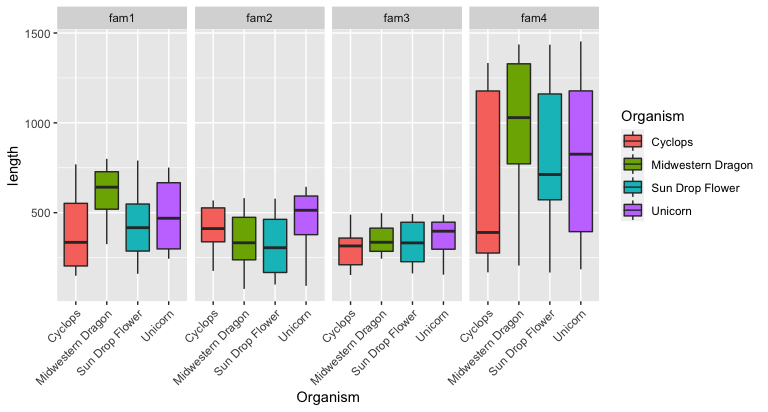 fam1 fam2 fam3 fam4
length
1500
1000
500
Cyclops Midwestern Dragon Sun Drop Flower Unicorn Cyclops Midwestern Dragon Sun Drop Flower Unicorn Cyclops Midwestern Dragon Sun Drop Flower Unicorn Cyclops Midwestern Dragon Sun Drop Flower Unicorn
Organism
Organism
Cyclops
Midwestern Dragon
Sun Drop Flower
Unicorn